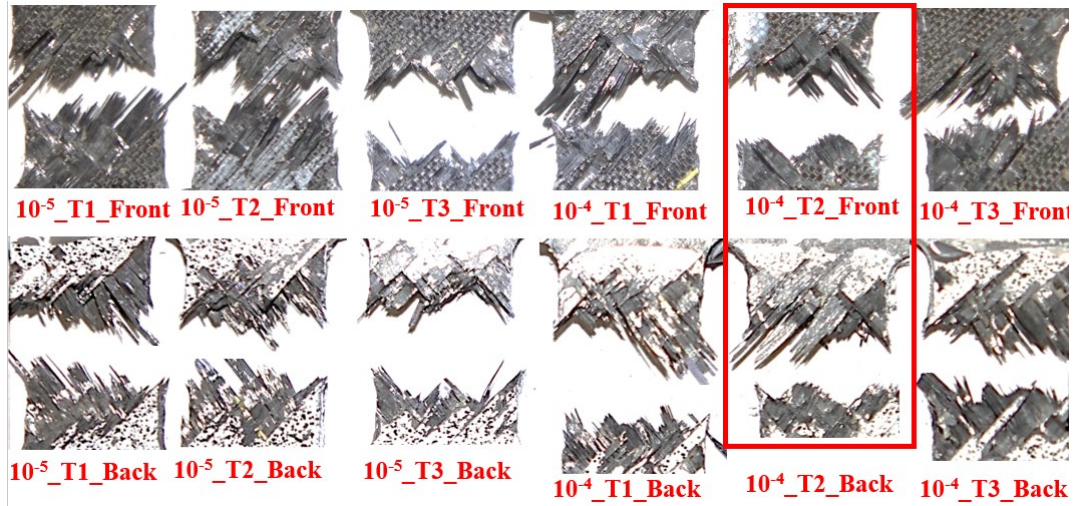 10⁻⁵_T1_Front
10⁻⁵_T2_Front
10⁻⁵_T3_Front
10⁻⁴_T1_Front
10⁻⁴_T2_Front
10⁻⁴_T3_Front
10⁻⁵_T1_Back
10⁻⁵_T2_Back
10⁻⁵_T3_Back
10⁻⁴_T1_Back
10⁻⁴_T2_Back
10⁻⁴_T3_Back